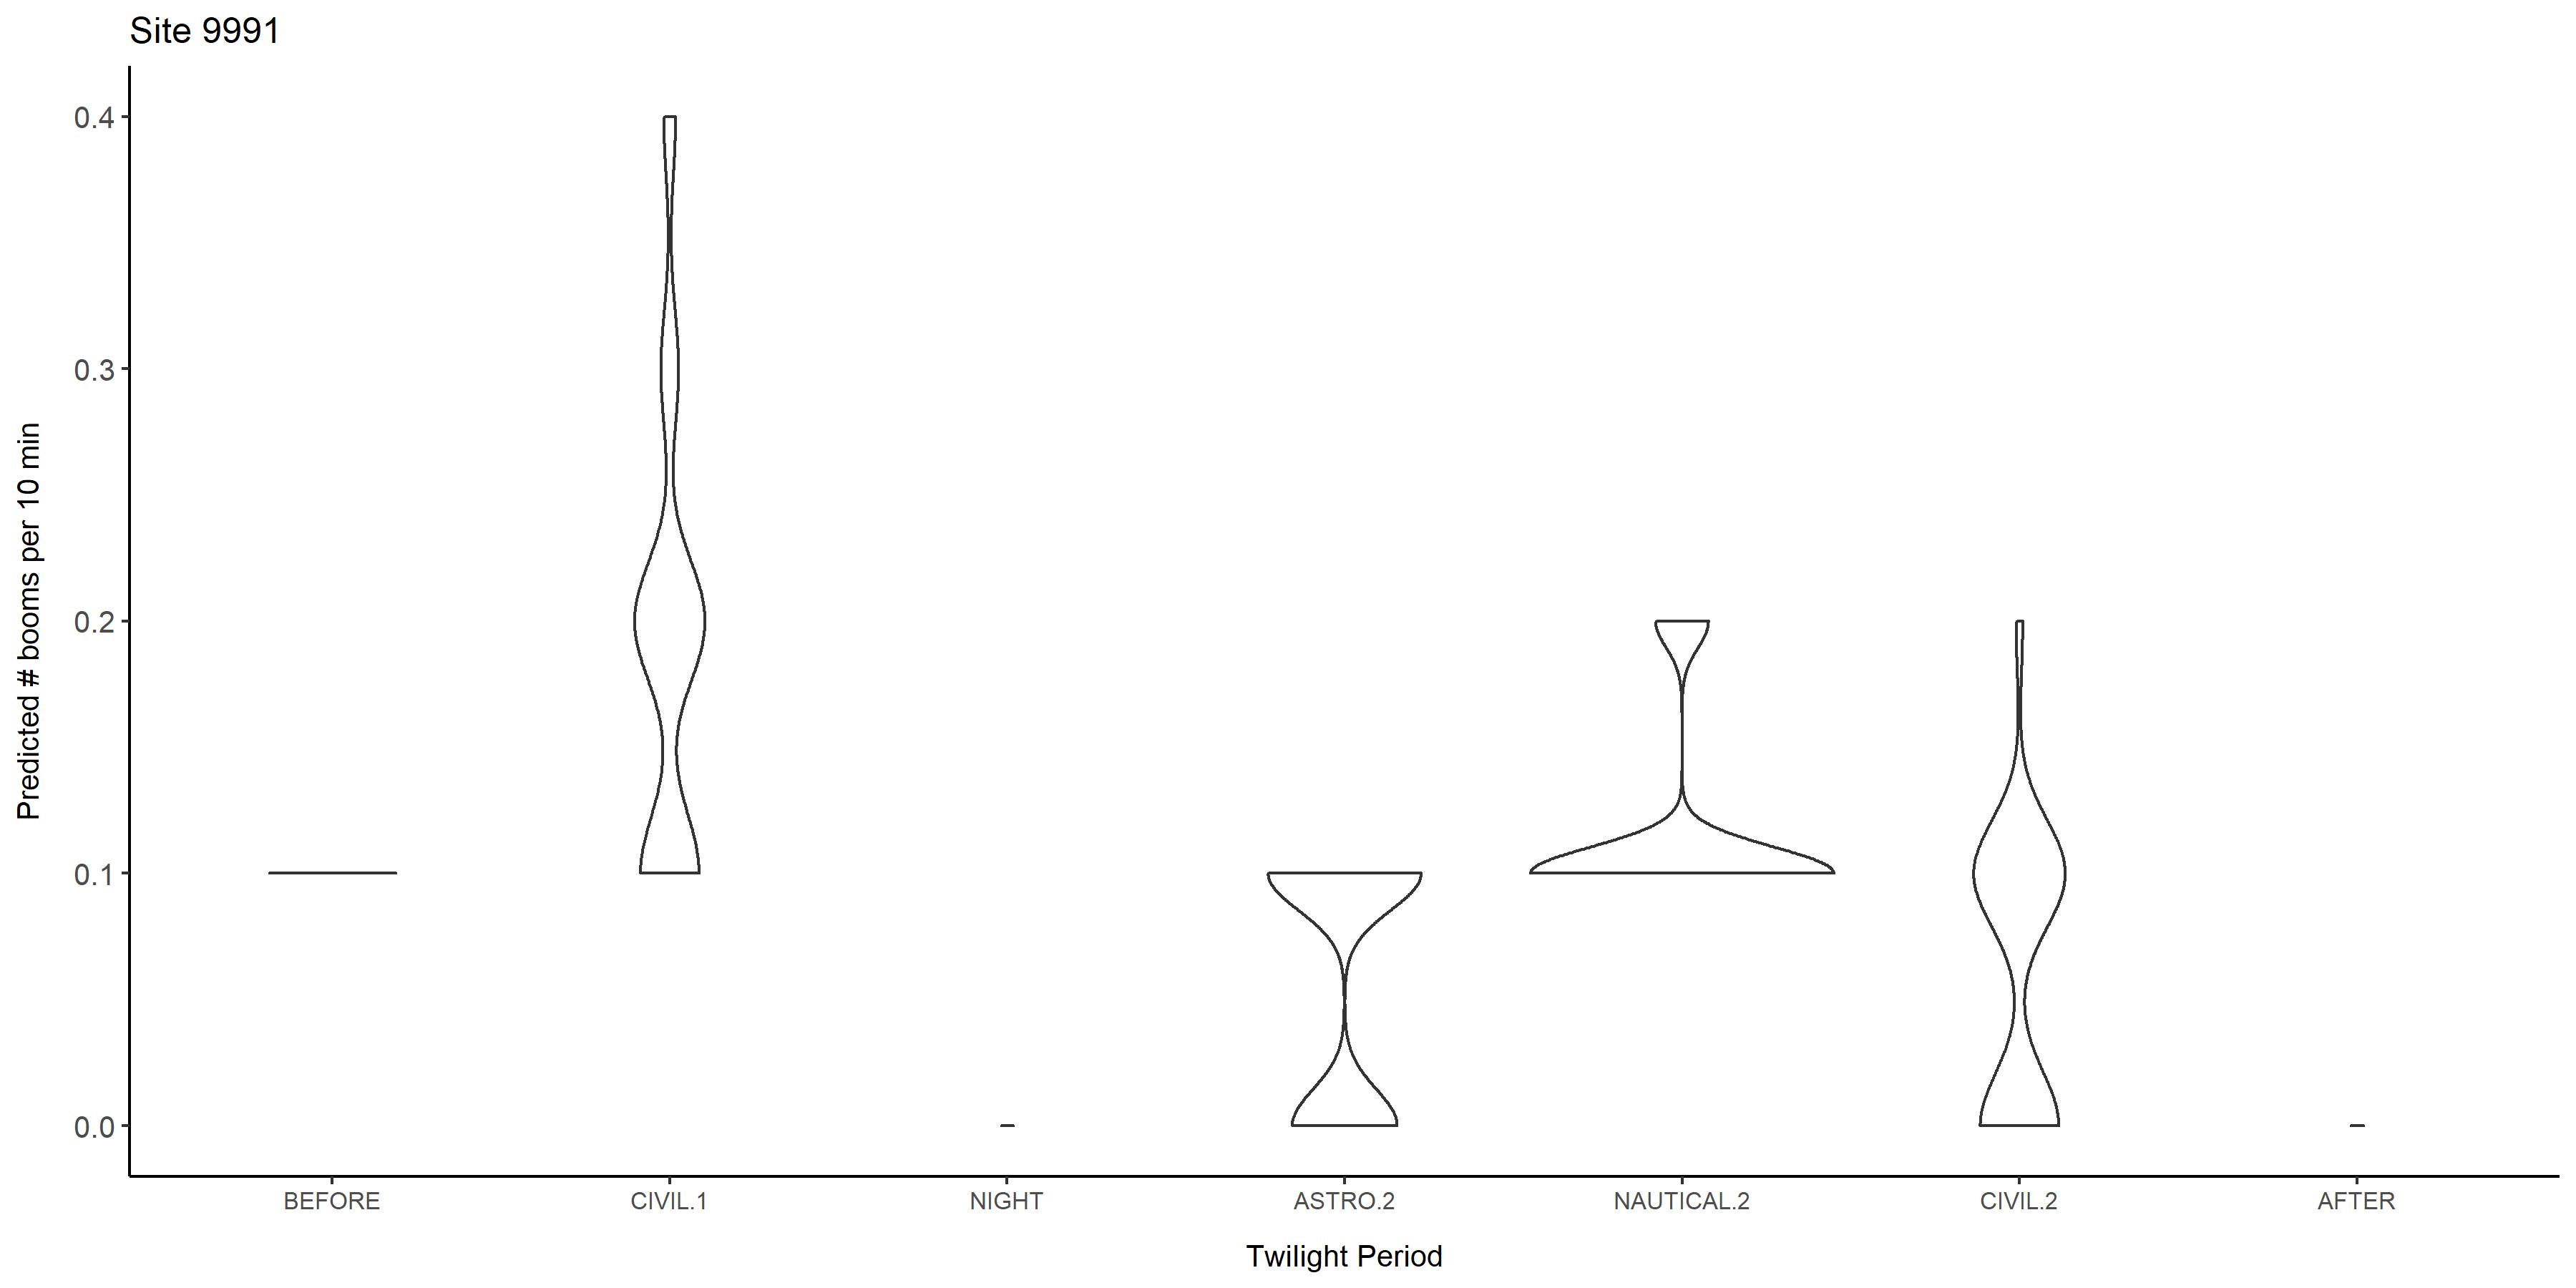 Site 9991
Predicted # booms per 10 min
0.4
0.3
0.2
0.1
0.0
BEFORE CIVIL.1 NIGHT ASTRO.2 NAUTICAL.2 CIVIL.2 AFTER
Twilight Period